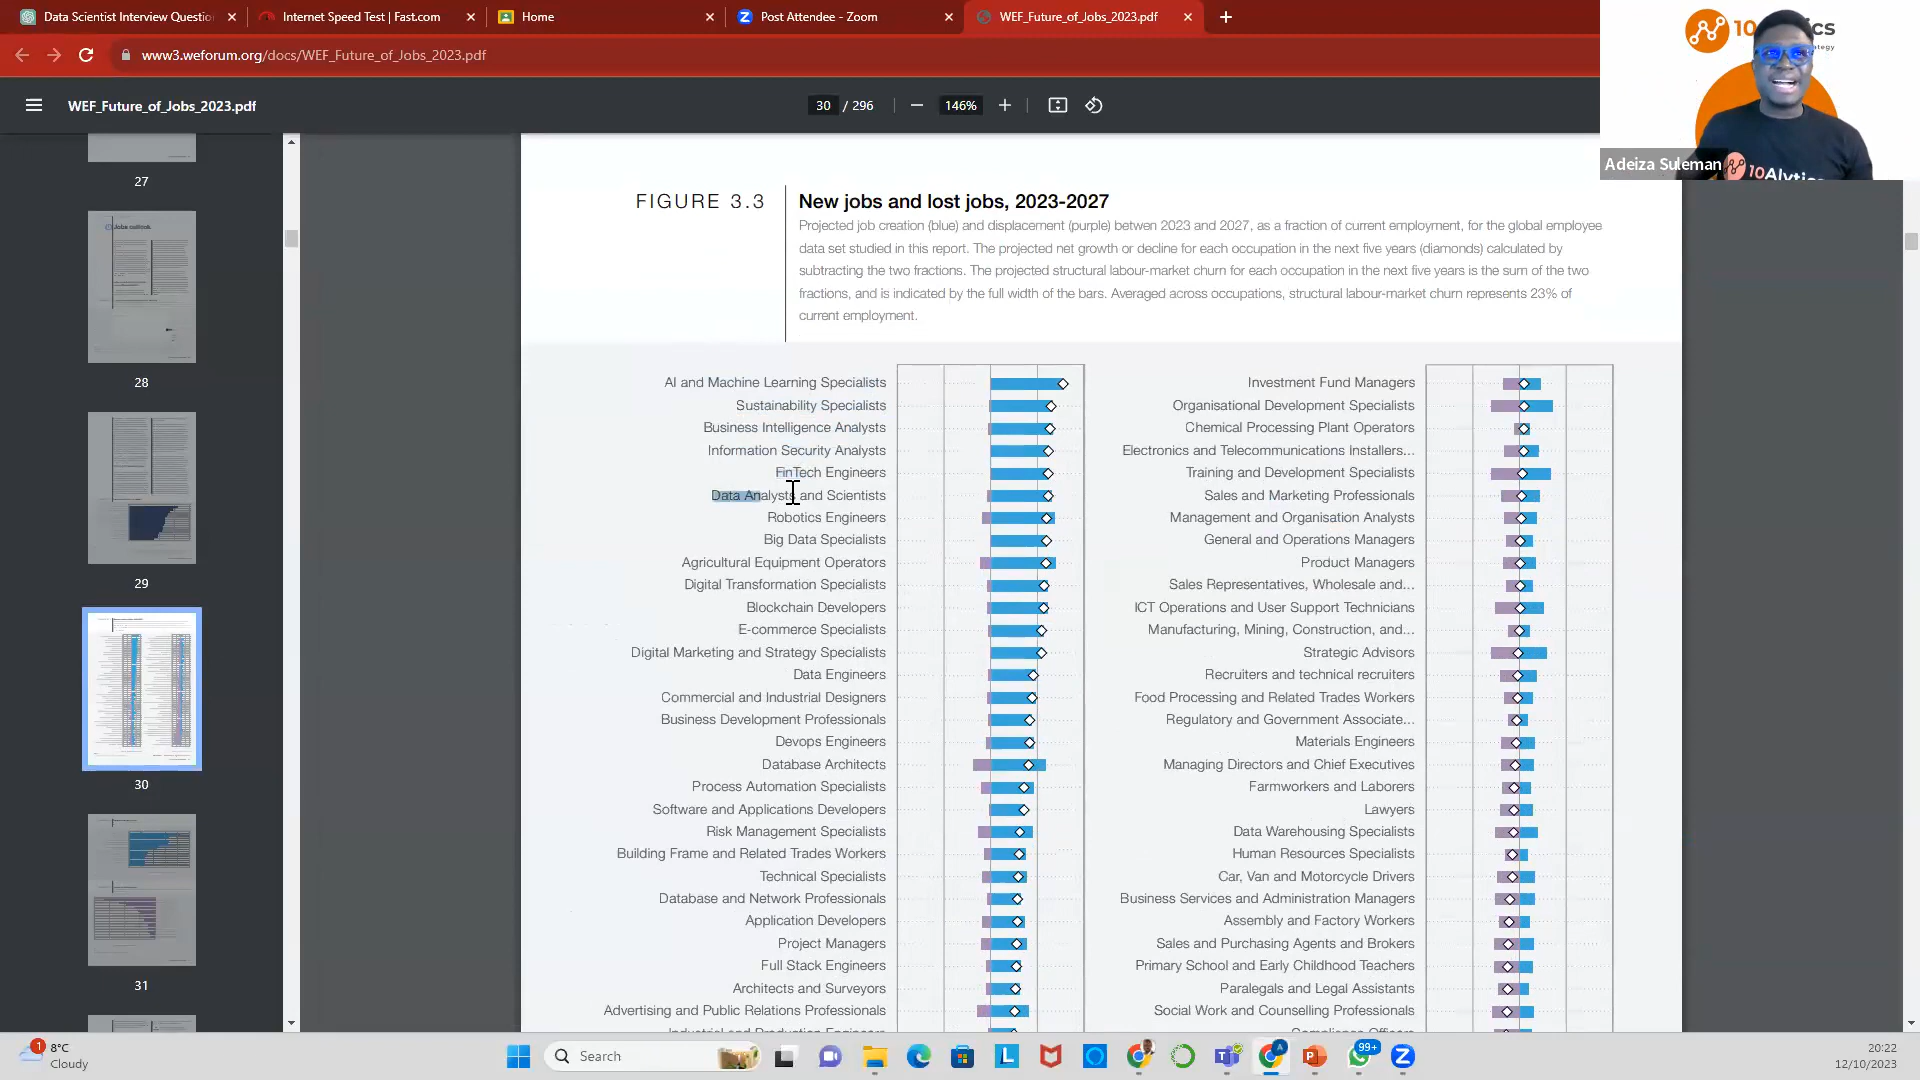 Data Scientist Interview Questio
Internet Speed Test | Fast.com
Home
Post Attendee - Zoom
WEF_Future_of_Jobs_2023.pdf
www3.weforum.org/docs/WEF_Future_of_Jobs_2023.pdf
WEF_Future_of_Jobs_2023.pdf
30 / 296
146%
Adeiza Suleman
10Alytics
27
28
29
30
31
FIGURE 3.3
New jobs and lost jobs, 2023-2027
Projected job creation (blue) and displacement (purple) betwen 2023 and 2027, as a fraction of current employment, for the global employee
data set studied in this report. The projected net growth or decline for each occupation in the next five years (diamonds) calculated by
subtracting the two fractions. The projected structural labour-market churn for each occupation in the next five years is the sum of the two
fractions, and is indicated by the full width of the bars. Averaged across occupations, structural labour-market churn represents 23% of
current employment.
AI and Machine Learning Specialists
Sustainability Specialists
Business Intelligence Analysts
Information Security Analysts
FinTech Engineers
Data Analysts and Scientists
Robotics Engineers
Big Data Specialists
Agricultural Equipment Operators
Digital Transformation Specialists
Blockchain Developers
E-commerce Specialists
Digital Marketing and Strategy Specialists
Data Engineers
Commercial and Industrial Designers
Business Development Professionals
Devops Engineers
Database Architects
Process Automation Specialists
Software and Applications Developers
Risk Management Specialists
Building Frame and Related Trades Workers
Technical Specialists
Database and Network Professionals
Application Developers
Project Managers
Full Stack Engineers
Architects and Surveyors
Advertising and Public Relations Professionals
Investment Fund Managers
Organisational Development Specialists
Chemical Processing Plant Operators
Electronics and Telecommunications Installers...
Training and Development Specialists
Sales and Marketing Professionals
Management and Organisation Analysts
General and Operations Managers
Product Managers
Sales Representatives, Wholesale and...
ICT Operations and User Support Technicians
Manufacturing, Mining, Construction, and...
Strategic Advisors
Recruiters and technical recruiters
Food Processing and Related Trades Workers
Regulatory and Government Associate...
Materials Engineers
Managing Directors and Chief Executives
Farmworkers and Laborers
Lawyers
Data Warehousing Specialists
Human Resources Specialists
Car, Van and Motorcycle Drivers
Business Services and Administration Managers
Assembly and Factory Workers
Sales and Purchasing Agents and Brokers
Primary School and Early Childhood Teachers
Paralegals and Legal Assistants
Social Work and Counselling Professionals
1
8°C
Cloudy
Search
99+
20:22
12/10/2023